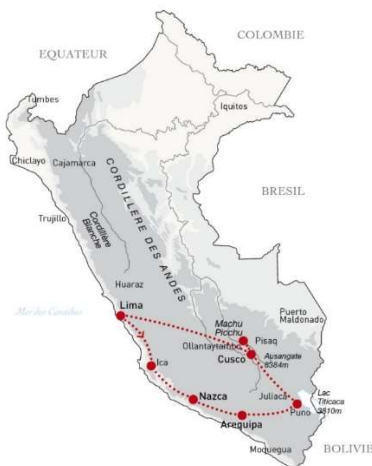 COLOMBIE
EQUATEUR
Tumbes
Iquitos
Chiclayo
Cajamarca
CORDILLERE DES ANDES
BRESIL
Trujillo
Cordillère
Blanche
Huaraz
Mer des Caraïbes
Lima
Machu
Picchu
Puerto
Maldonado
Pisaq
Ollantaytambo
Cusco
Ausangate
6384m
Ica
Juliaca
Lac
Titicaca
3810m
Nazca
Puno
Arequipa
Moquegua
BOLIVIE